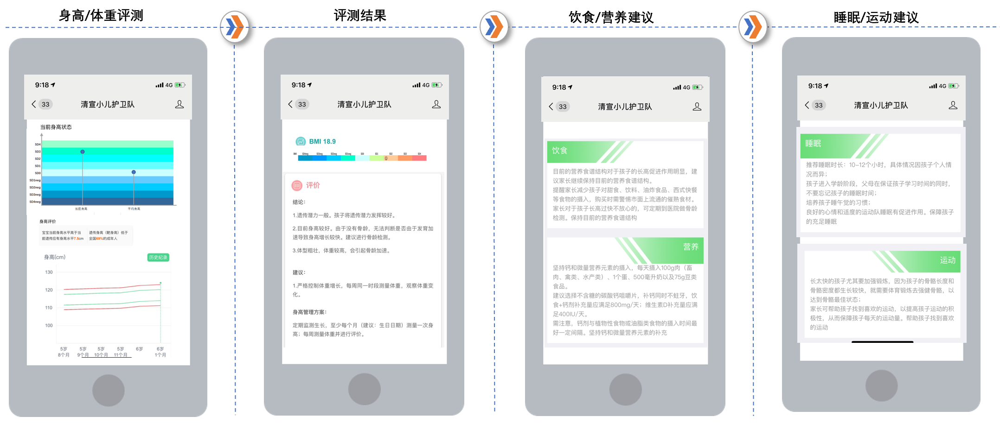 身高/体重评测
评测结果
饮食/营养建议
睡眠/运动建议
9:18
4G
33
清宣小儿护卫队
当前身高状态
SD4
SD3
SD2
SD1
SD0
SD1neg
SD2neg
SD3neg
SD4neg
当前身高
平均身高
身高评价
宝宝当前身高水平高于当
前遗传应有身高水平7.5cm
遗传身高（靶身高）低于
全国69%的成年人
身高(cm)
历史纪录
130
120
110
100
5岁 5岁 5岁 5岁 6岁 6岁
8个月 9个月 10个月 11个月 1个月
9:18
4G
33
清宣小儿护卫队
BMI 18.9
BMI SD4neg SD3neg SD2neg SD1neg SD0 SD1 SD2 SD3 SD4
评价
结论：
1.遗传潜力一般。孩子将遗传潜力发挥较好。
2.目前身高较好。由于没有骨龄，无法判断是否由于发育加
速导致身高增长较快。建议进行骨龄检测。
3.体型粗壮，体重较高，会引起骨龄加速。
建议：
1.严格控制体重增长，每周同一时段测量体重，观察体重变
化。
身高管理方案：
定期监测生长，至少每个月（建议：生日日期）测量一次身
高；每周测量体重并进行评价。
9:18
4G
33
清宣小儿护卫队
饮食
目前的营养食谱结构对于孩子的长高促进作用明显，建
议家长继续保持目前的营养食谱结构。
提醒家长减少孩子对甜食、饮料、油炸食品、西式快餐
等食物的摄入，购买时需警惕市面上流通的催熟食材。
家长对于孩子长高过快不放心的，可定期到医院做骨龄
检测。保持目前的营养食谱结构
营养
坚持钙和微量营养元素的摄入，每天摄入100g肉（畜
肉、禽类、水产类）、1个蛋、500毫升奶以及75g豆类
食品。
建议选择不含糖的碳酸钙咀嚼片，补钙同时不蛀牙，饮
食+钙剂补充量应满足800mg/天；维生素D补充量应满
足400IU/天。
需注意，钙剂与植物性食物或油脂类食物的摄入时间最
好一定间隔。坚持钙和微量营养元素的补充
9:18
4G
33
清宣小儿护卫队
睡眠
推荐睡眠时长：10-12个小时，具体情况因孩子个人情
况而异；
孩子进入学龄阶段，父母在保证孩子学习时间的同时，
不要忘记孩子的睡眠时间；
培养孩子睡午觉的习惯；
良好的心情和适度的运动队睡眠有促进作用。保障孩子
的充足睡眠
运动
长太快的孩子尤其要加强锻炼，因为孩子的骨骼长度和
骨骼密度都生长较快，就需要体育锻炼去强健骨骼，以
达到骨骼最佳状态；
家长可帮助孩子找到喜欢的运动，以提高孩子运动的积
极性，从而保障孩子每天的运动量。帮助孩子找到喜欢
的运动